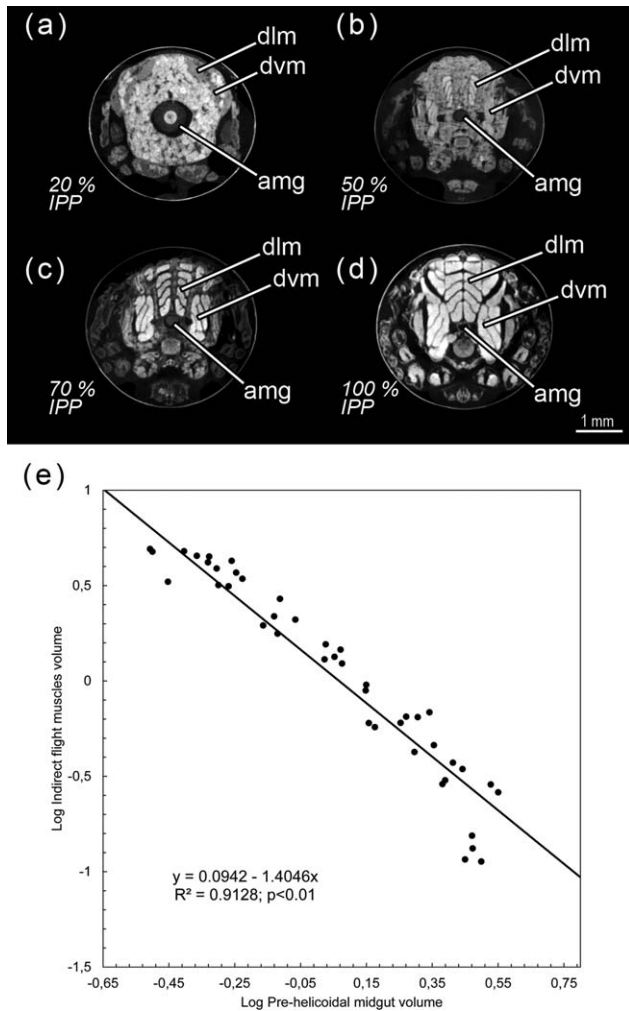 (a)
dlm
dvm
amg
20 %
IPP
(b)
dlm
dvm
amg
50 %
IPP
(c)
dlm
dvm
amg
70 %
IPP
(d)
dlm
dvm
amg
100 %
IPP
1 mm
(e)
Log Indirect flight muscles volume
1
0,5
0
-0,5
-1
-1,5
y = 0.0942 - 1.4046x
R² = 0.9128; p<0.01
-0,65 -0,45 -0,25 -0,05 0,15 0,35 0,55 0,75
Log Pre-helicoidal midgut volume